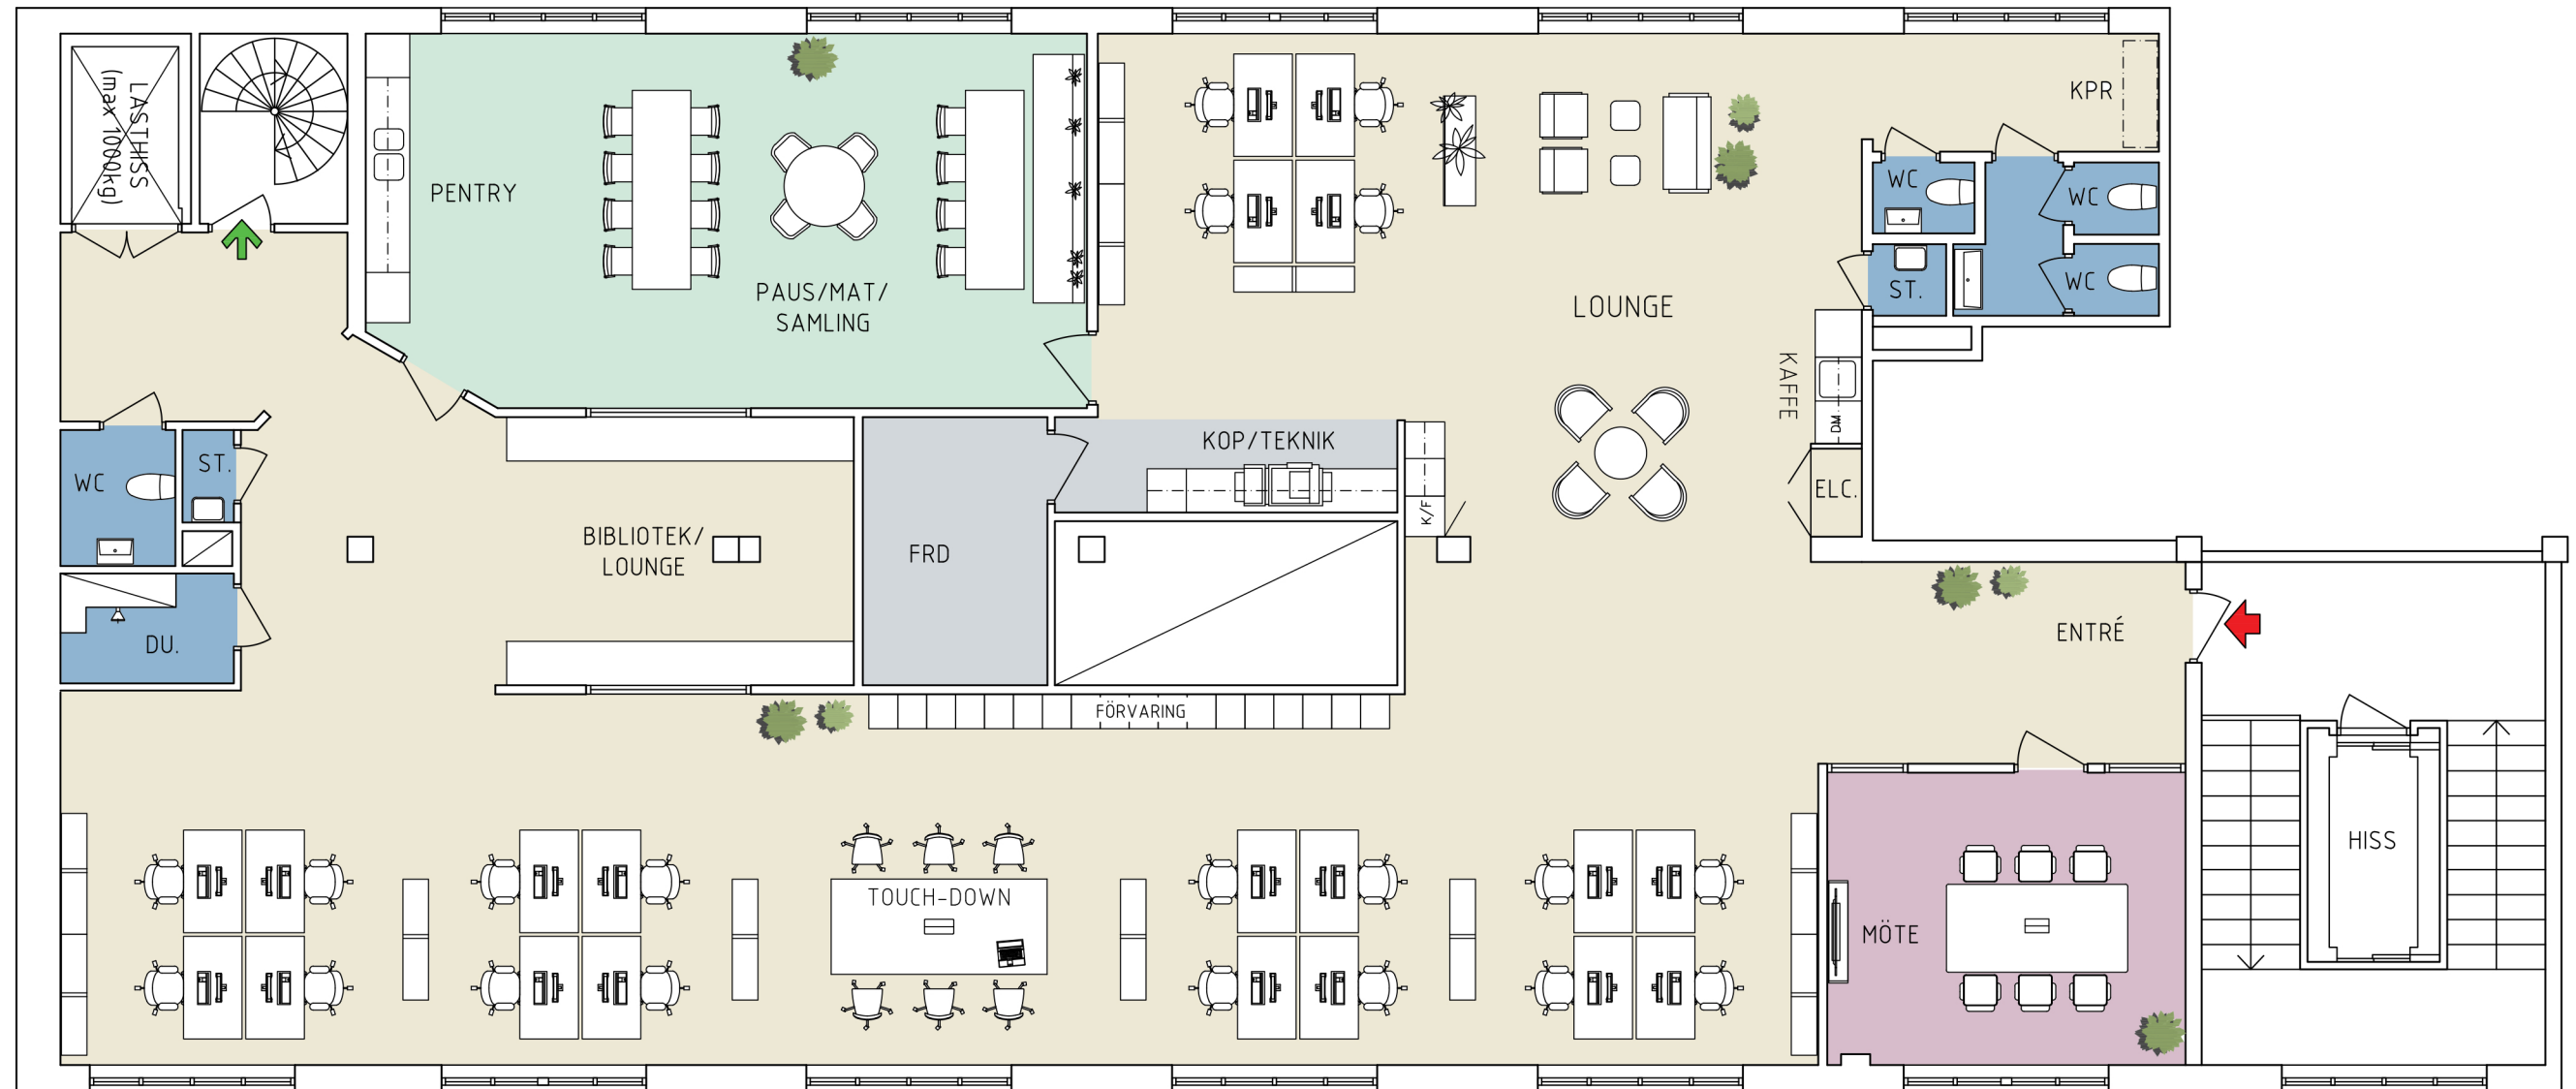 LASTHISS
(max 1000kg)
PENTRY
PAUS/MAT/
SAMLING
LOUNGE
KPR
WC
WC
ST.
WC
KAFFE
DM.
ELC.
KOP/TEKNIK
K/F
FRD
BIBLIOTEK/
LOUNGE
WC
ST.
DU.
ENTRÉ
FÖRVARING
TOUCH-DOWN
MÖTE
HISS